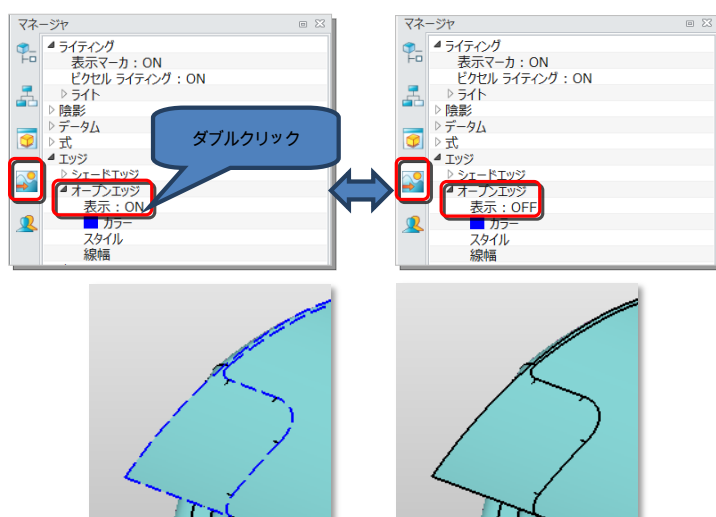 マネージャ
ライティング
表示マーカ：ON
ピクセル ライティング：ON
ライト
陰影
データム
式
エッジ
シェードエッジ
オープンエッジ
表示：ON
カラー
スタイル
線幅
ダブルクリック
マネージャ
ライティング
表示マーカ：ON
ピクセル ライティング：ON
ライト
陰影
データム
式
エッジ
シェードエッジ
オープンエッジ
表示：OFF
カラー
スタイル
線幅